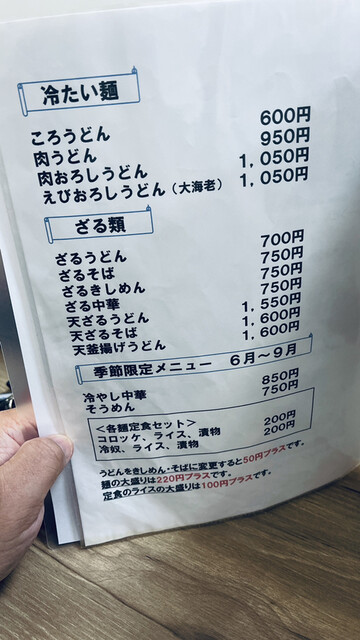 冷たい麺
ころうどん 600円
肉うどん 950円
肉おろしうどん 1,050円
えびおろしうどん（大海老） 1,050円
ざる類
ざるうどん 700円
ざるそば 750円
ざるきしめん 750円
ざる中華 750円
天ざるうどん 1,550円
天ざるそば 1,600円
天釜揚げうどん 1,600円
季節限定メニュー 6月～9月
冷やし中華 850円
そうめん 750円
＜各麺定食セット＞
コロッケ、ライス、漬物 200円
冷奴、ライス、漬物 200円
うどんをきしめん・そばに変更すると50円プラスです。
麺の大盛りは220円プラスです。
定食のライスの大盛りは100円プラスです。